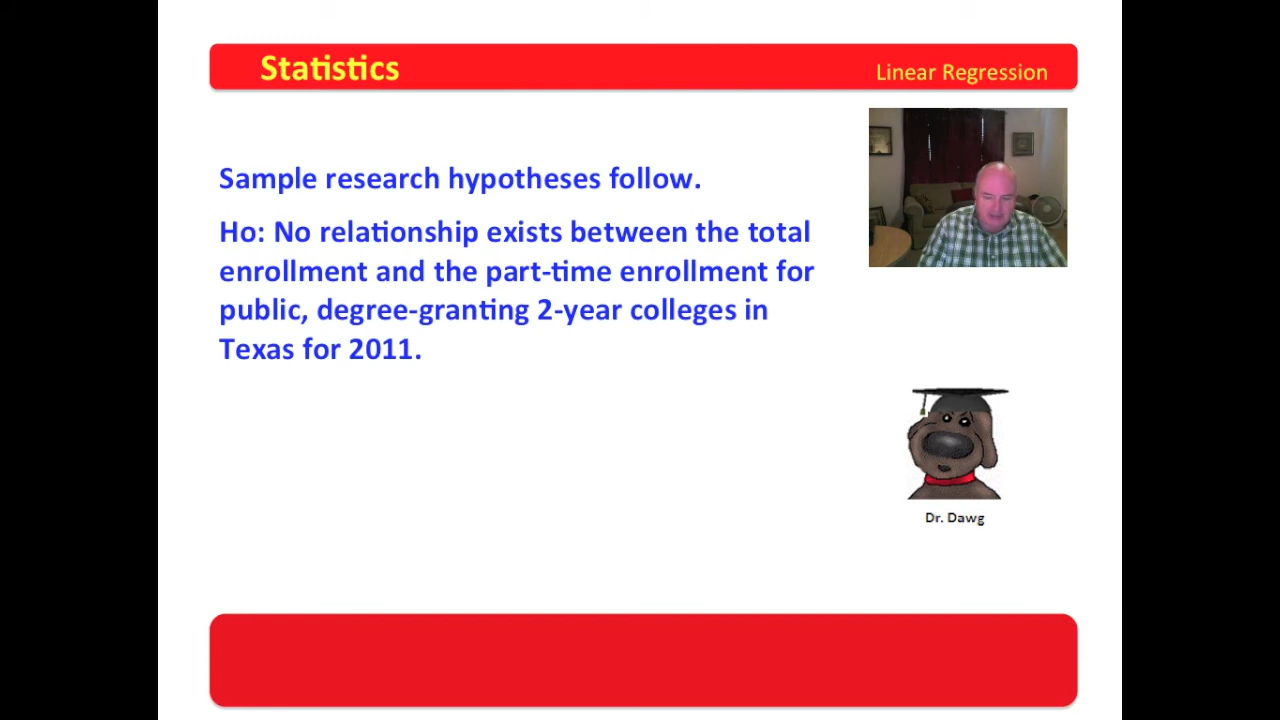 Statistics
Linear Regression
Sample research hypotheses follow.
Ho: No relationship exists between the total
enrollment and the part-time enrollment for
public, degree-granting 2-year colleges in
Texas for 2011.
Dr. Dawg